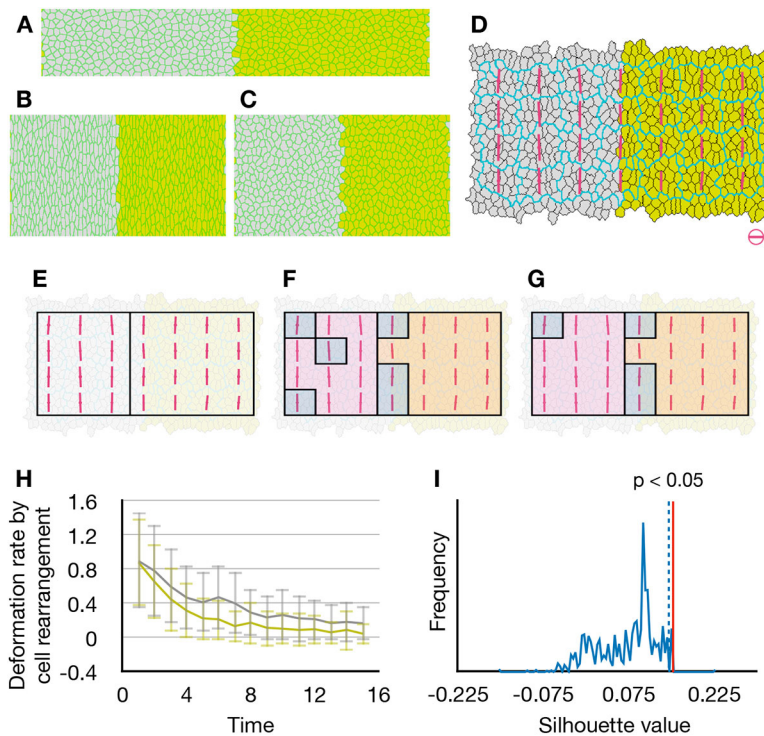 A
D
B
C
E
F
G
H
I
p < 0.05
1.6
1.2
0.8
0.4
0
-0.4
Deformation rate by
cell rearrangement
0
4
8
12
16
Time
Frequency
-0.225
-0.075
0.075
0.225
Silhouette value